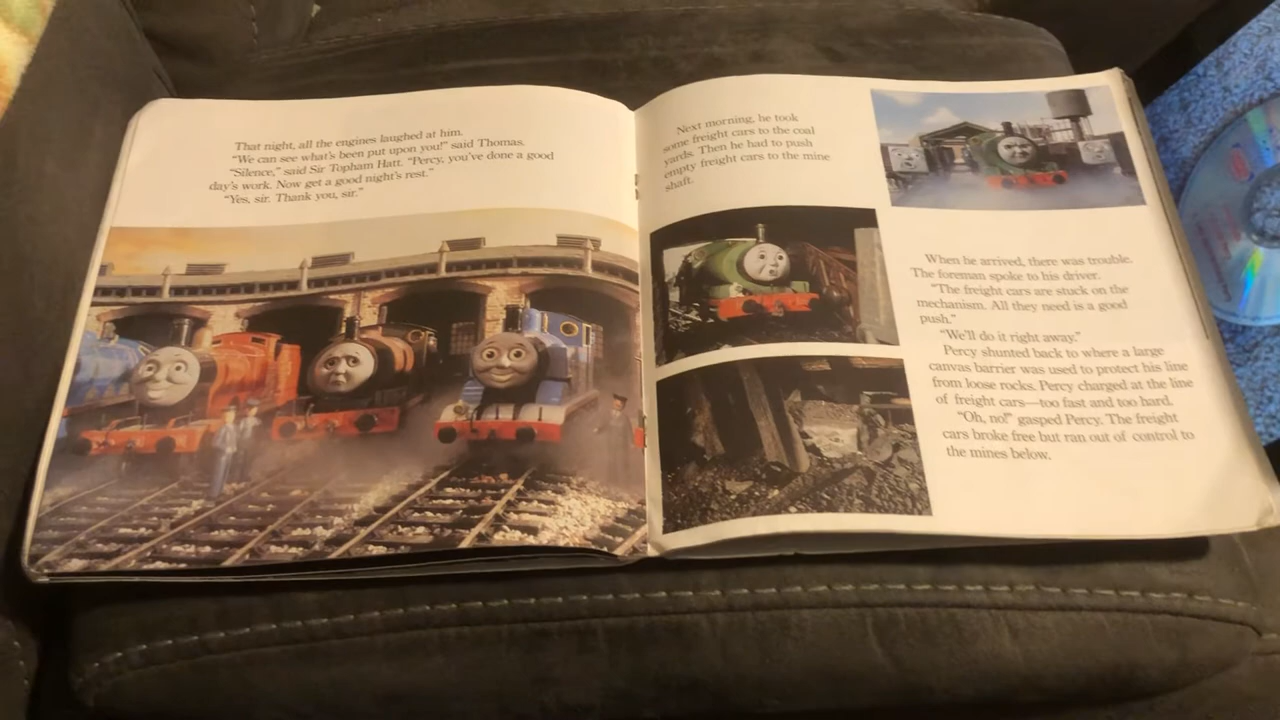 That night, all the engines laughed at him.
"We can see what's been put upon you!" said Thomas.
"Silence," said Sir Topham Hatt. "Percy, you've done a good
day's work. Now get a good night's rest."
"Yes, sir. Thank you, sir."
Next morning, he took
some freight cars to the coal
yards. Then he had to push
empty freight cars to the mine
shaft.
When he arrived, there was trouble.
The foreman spoke to his driver.
"The freight cars are stuck on the
mechanism. All they need is a good
push."
"We'll do it right away."
Percy shunted back to where a large
canvas barrier was used to protect his line
from loose rocks. Percy charged at the line
of freight cars—too fast and too hard.
"Oh, no!" gasped Percy. The freight
cars broke free but ran out of control to
the mines below.